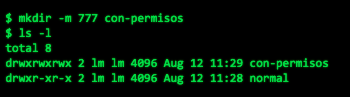 $ mkdir -m 777 con-permisos
$ ls -l
total 8
drwxrwxrwx 2 lm lm 4096 Aug 12 11:29 con-permisos
drwxr-xr-x 2 lm lm 4096 Aug 12 11:28 normal